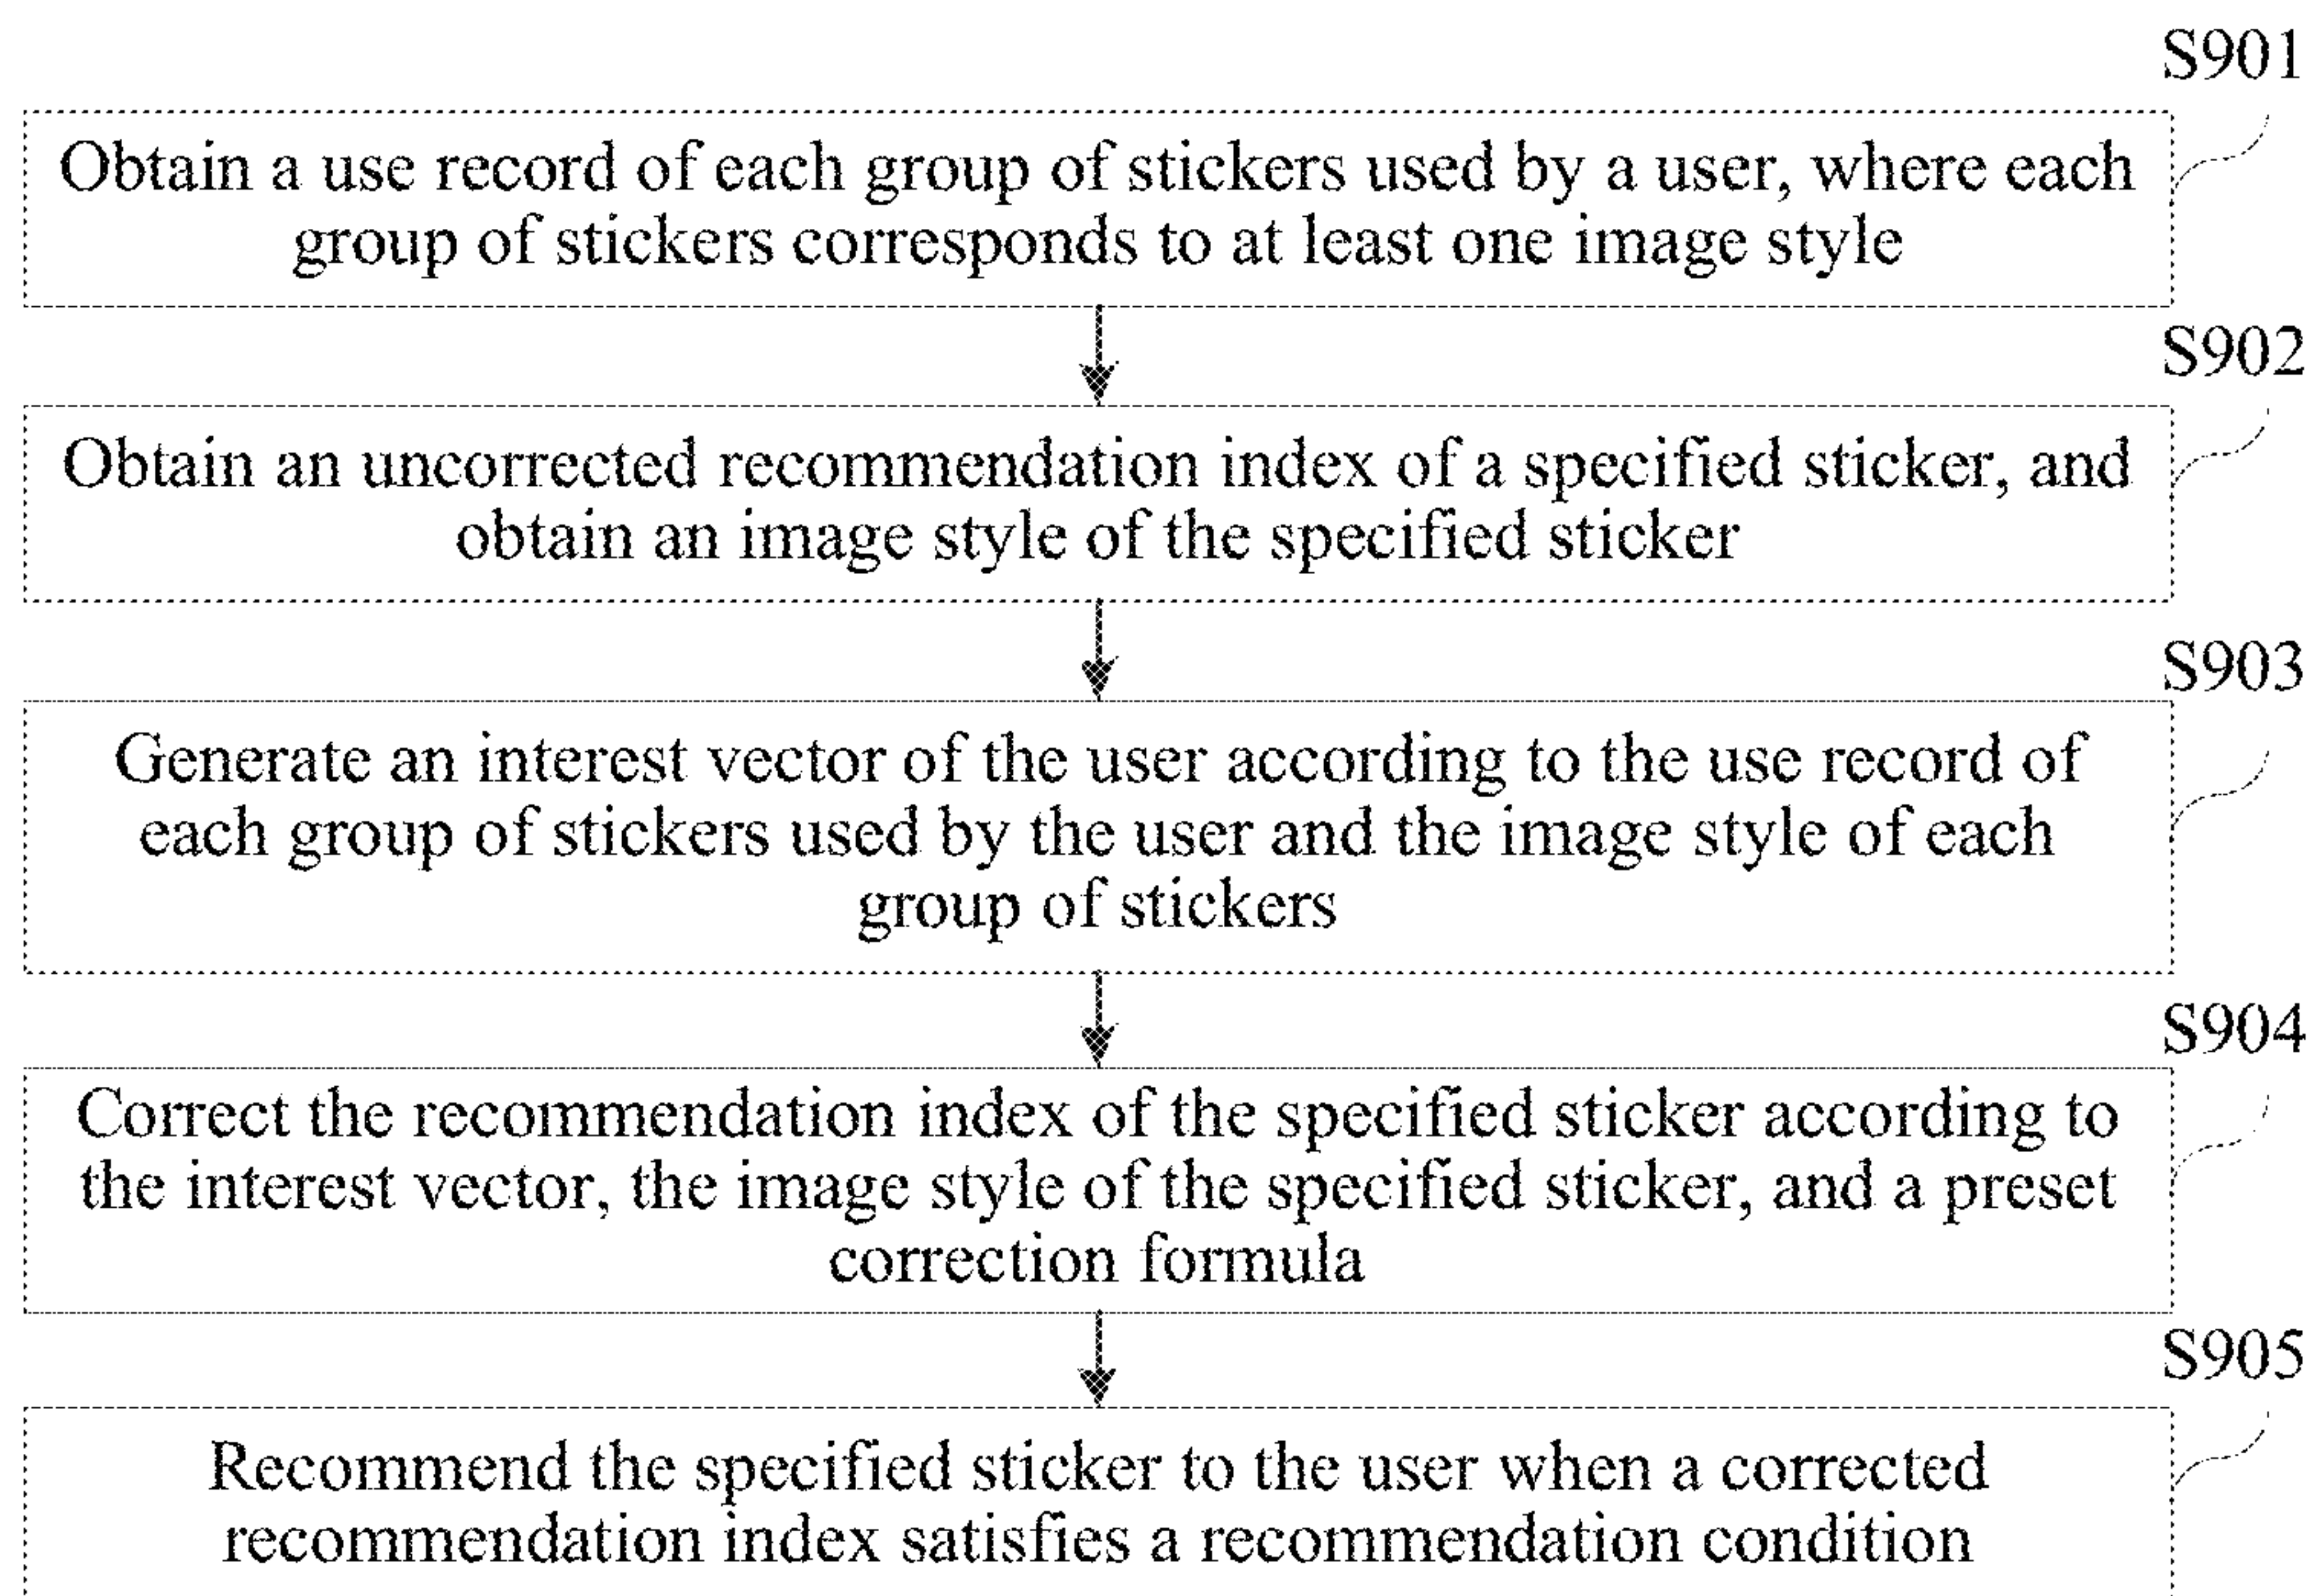 S901
Obtain a use record of each group of stickers used by a user, where each
group of stickers corresponds to at least one image style
S902
Obtain an uncorrected recommendation index of a specified sticker, and
obtain an image style of the specified sticker
S903
Generate an interest vector of the user according to the use record of
each group of stickers used by the user and the image style of each
group of stickers
S904
Correct the recommendation index of the specified sticker according to
the interest vector, the image style of the specified sticker, and a preset
correction formula
S905
Recommend the specified sticker to the user when a corrected
recommendation index satisfies a recommendation condition